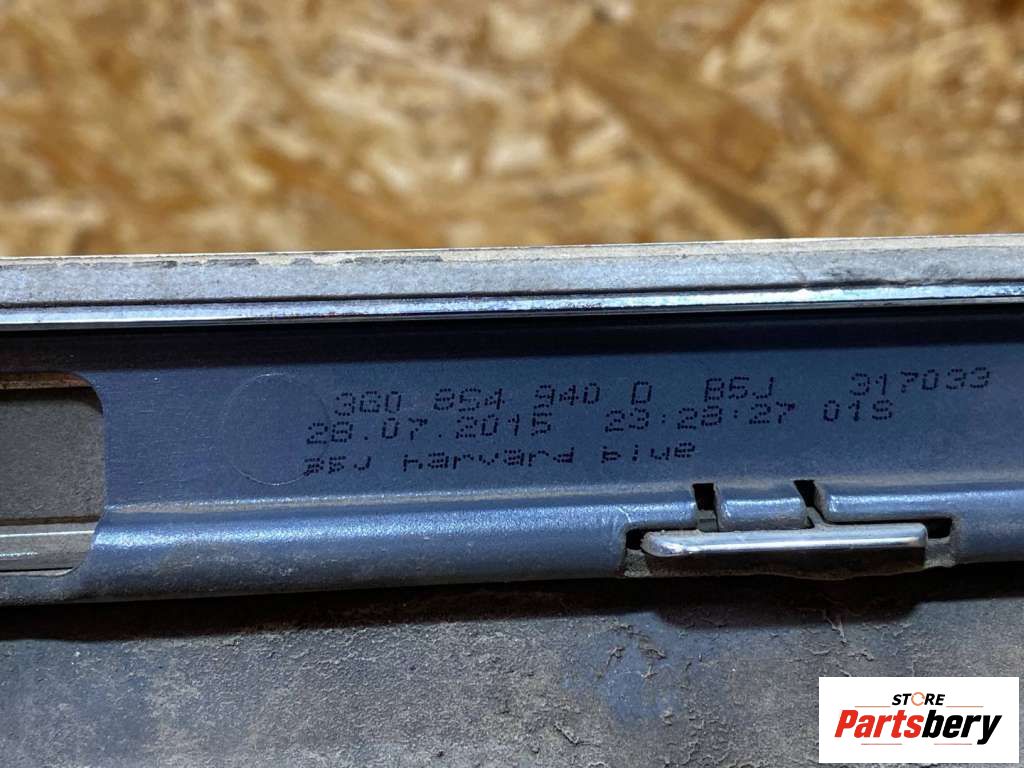 3G0 854 940 D B5J 317033
28.07.2015 23:28:27 01S
B5J harvard blue
STORE
Partsbery